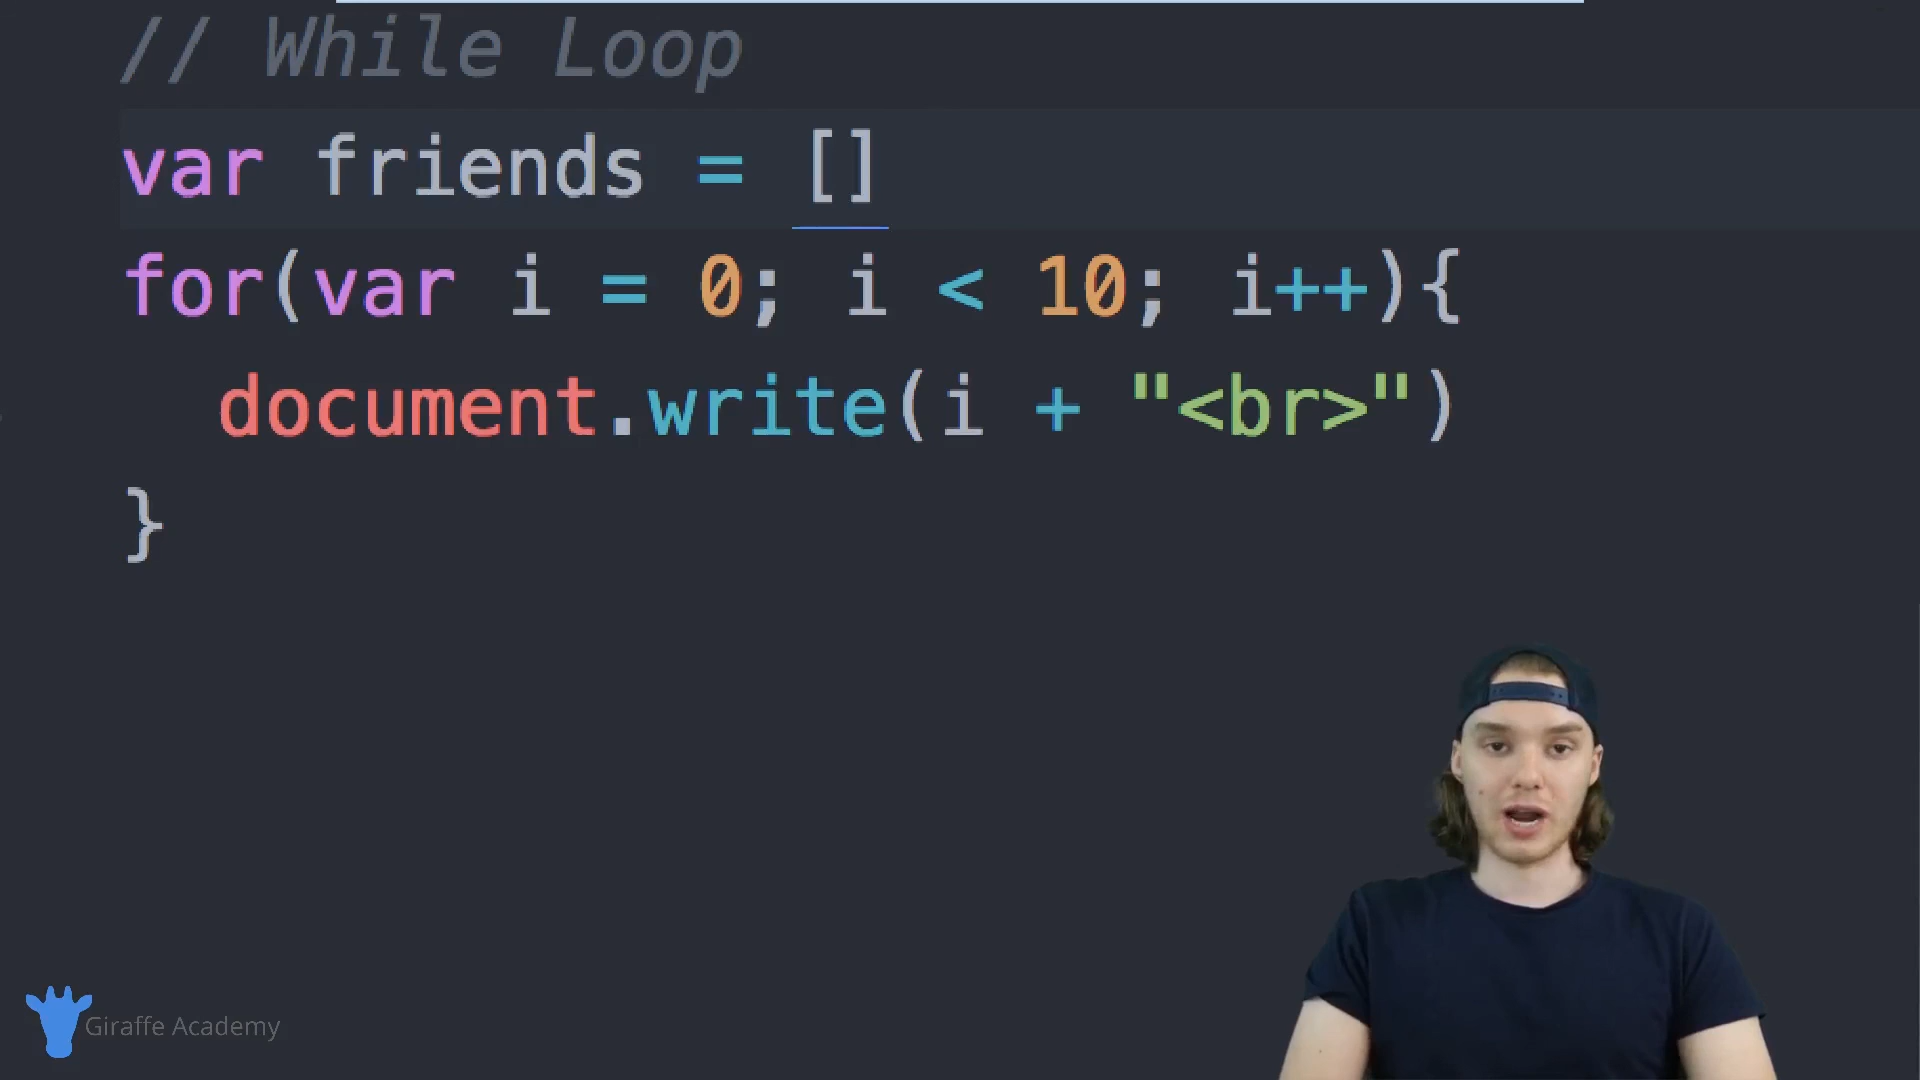 // While Loop
var friends = []
for(var i = 0; i < 10; i++){
document.write(i + "<br>")
}
Giraffe Academy